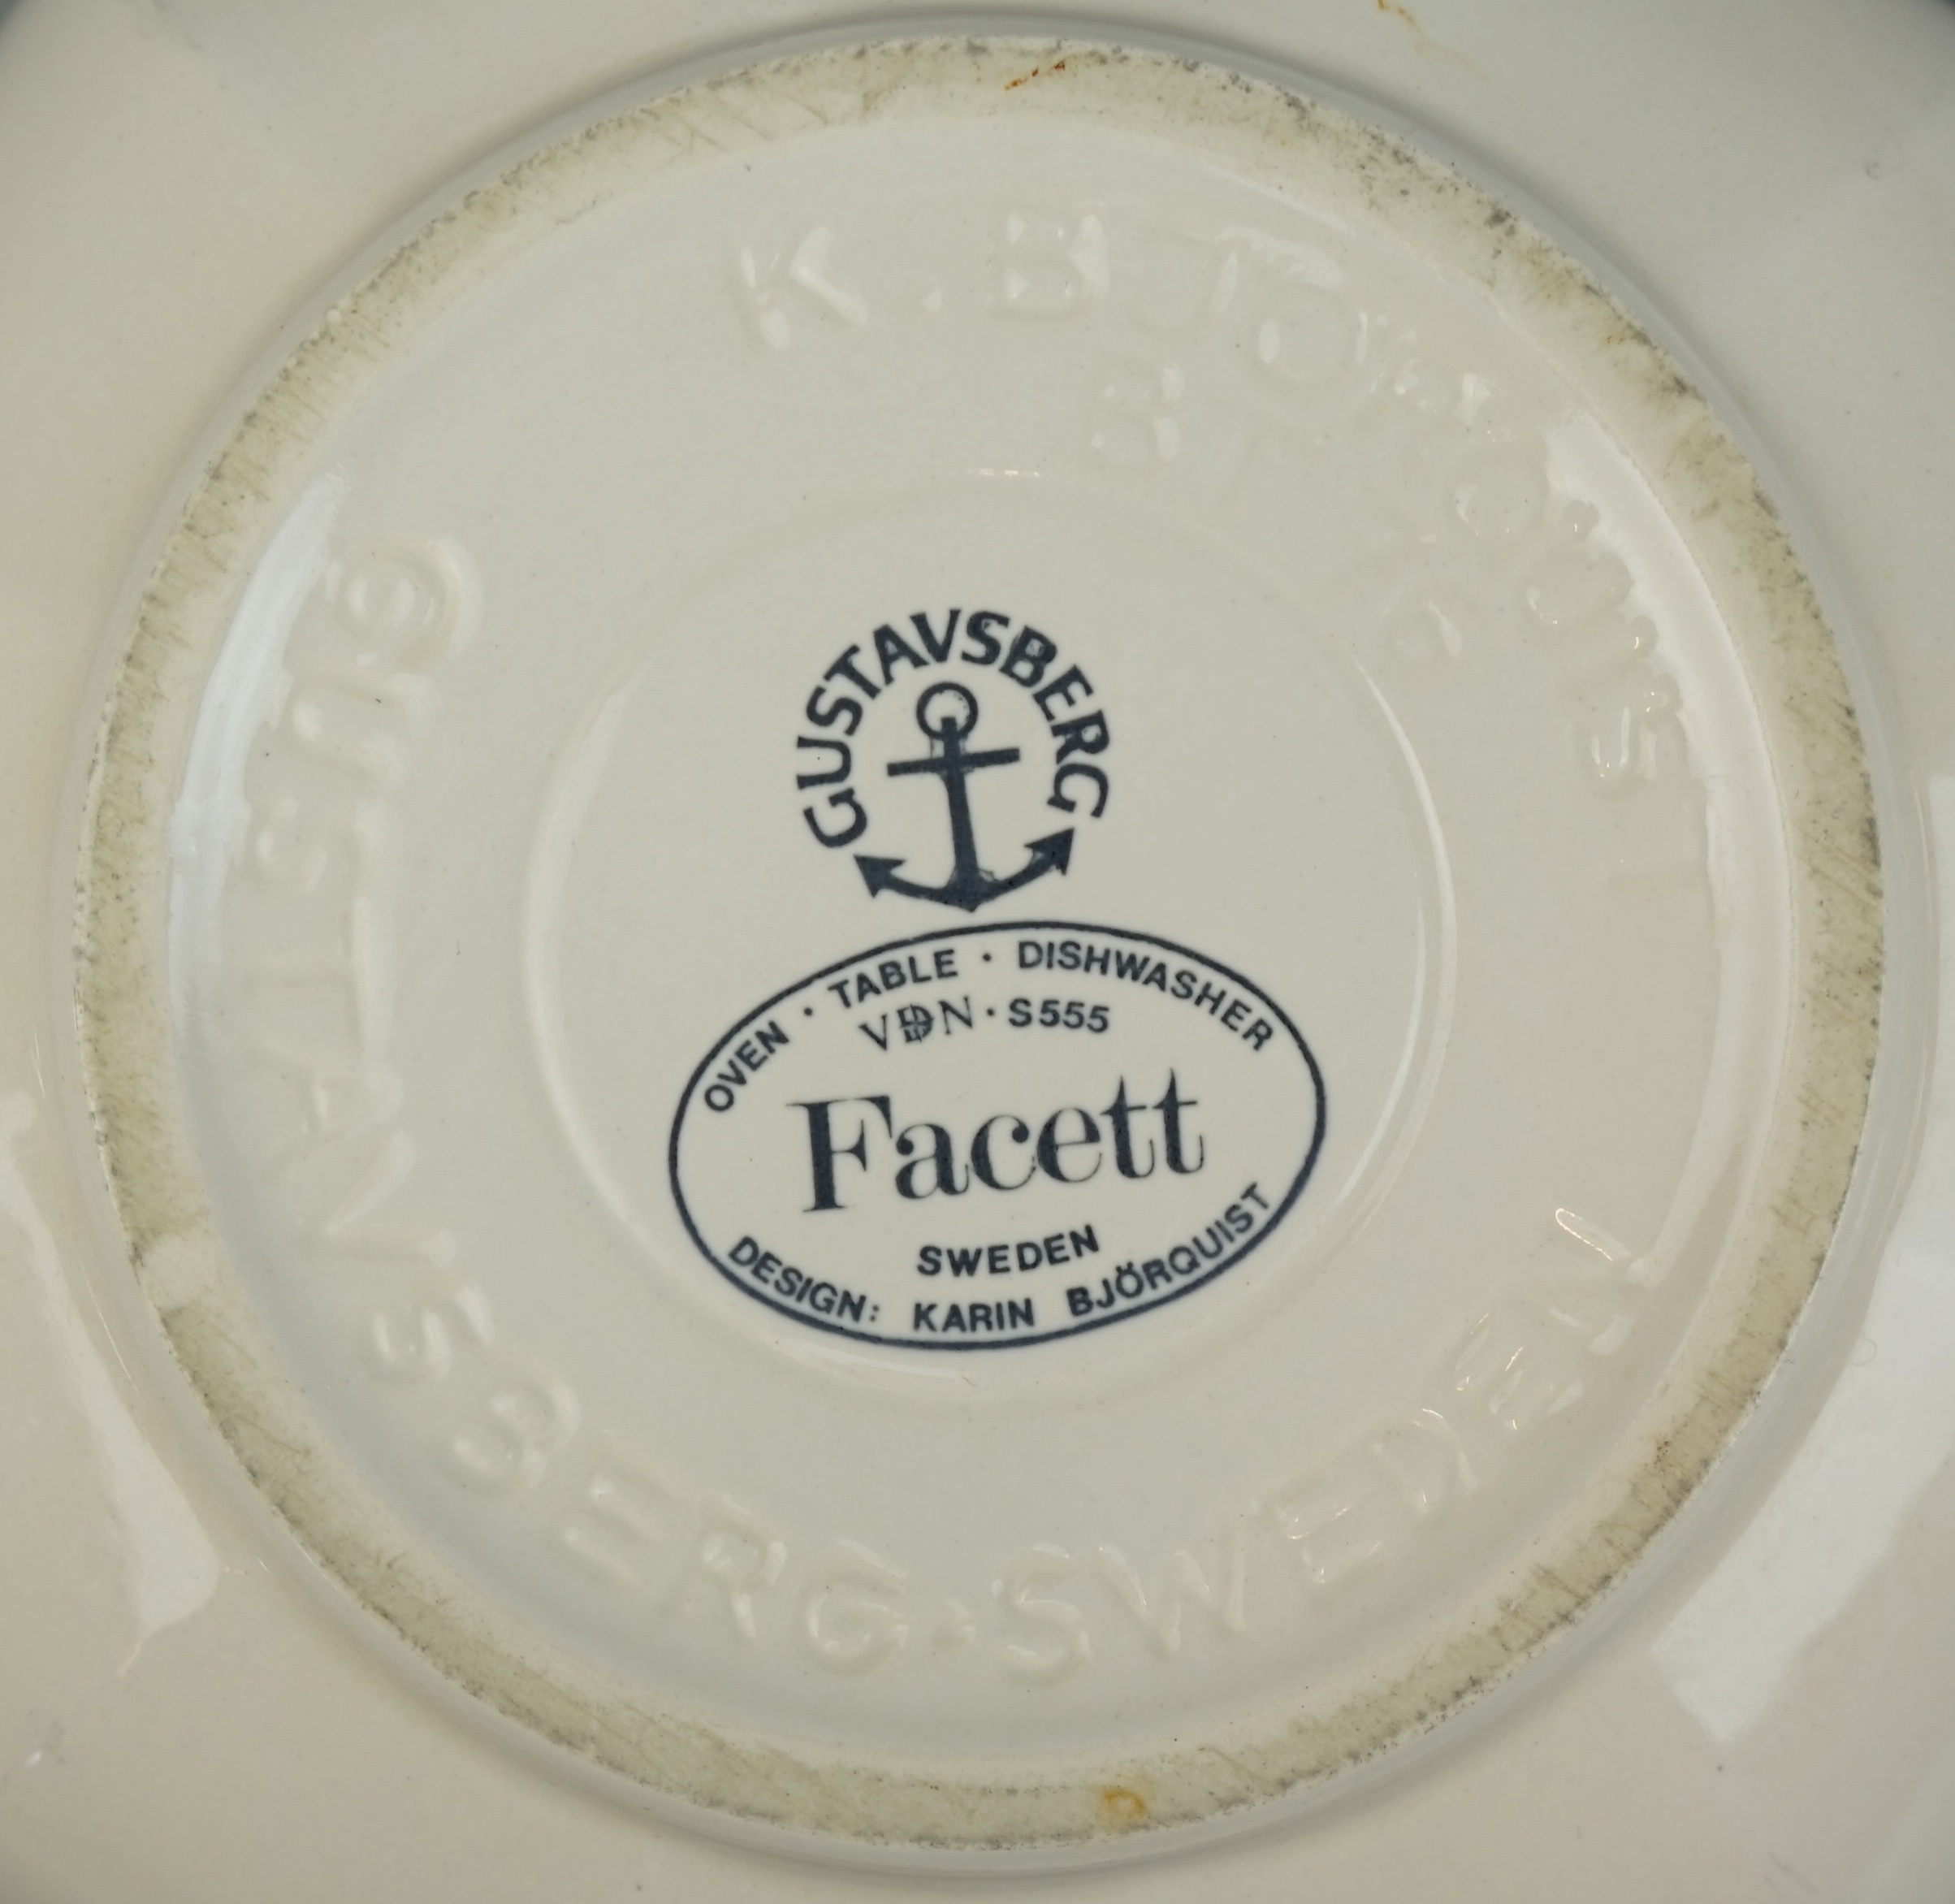 K. BJÖRQUIST
GUSTAVSBERG
OVEN · TABLE · DISHWASHER
VDN · S555
Facett
SWEDEN
DESIGN: KARIN BJÖRQUIST
GUSTAVSBERG · SWEDEN